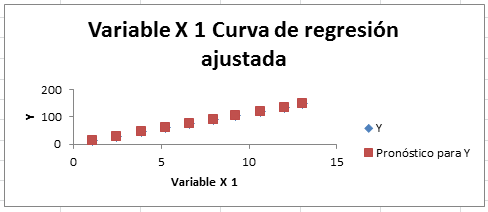 Variable X 1 Curva de regresión
ajustada
200
100
0
Y
0
5
10
15
Variable X 1
Y
Pronóstico para Y